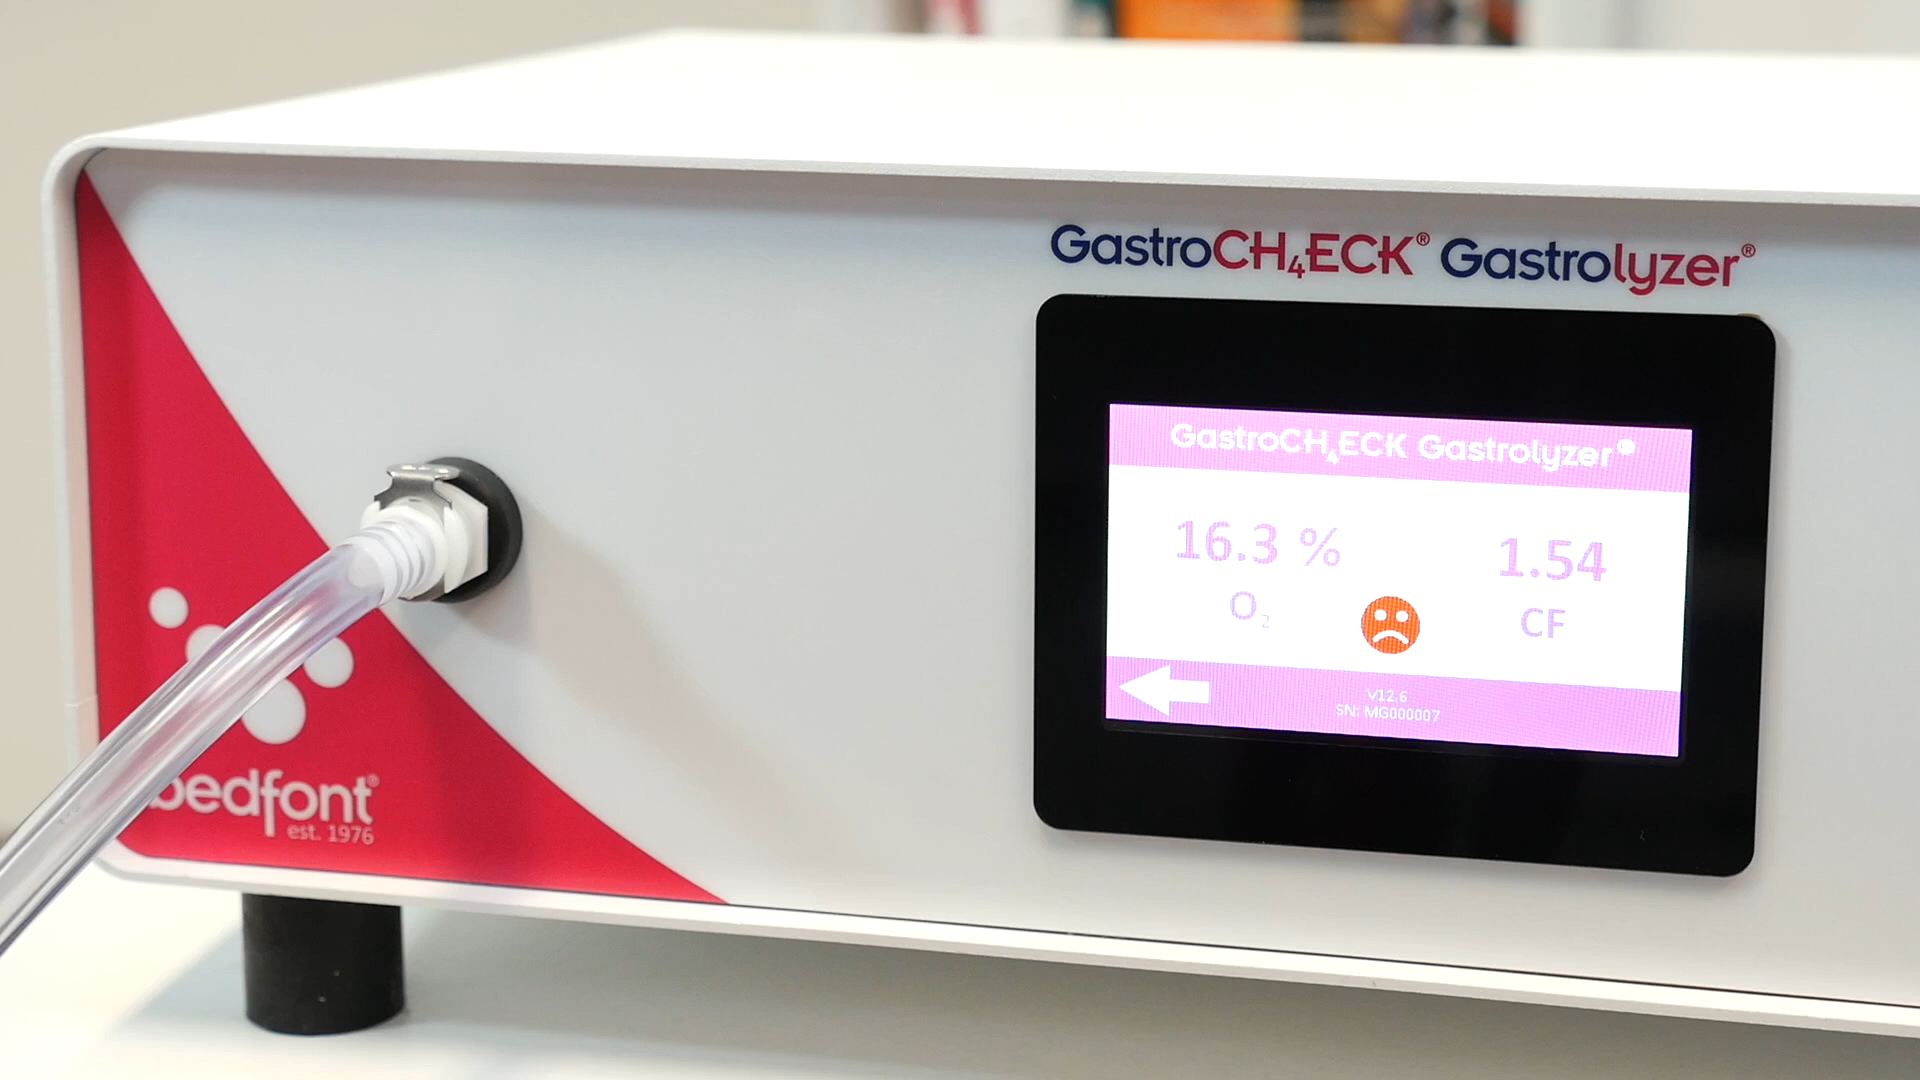 GastroCH₄ECK® Gastrolyzer®
GastroCH₄ECK Gastrolyzer®
16.3 % 1.54
O₂ CF
V12.6
SN: MG000007
bedfont®
est. 1976